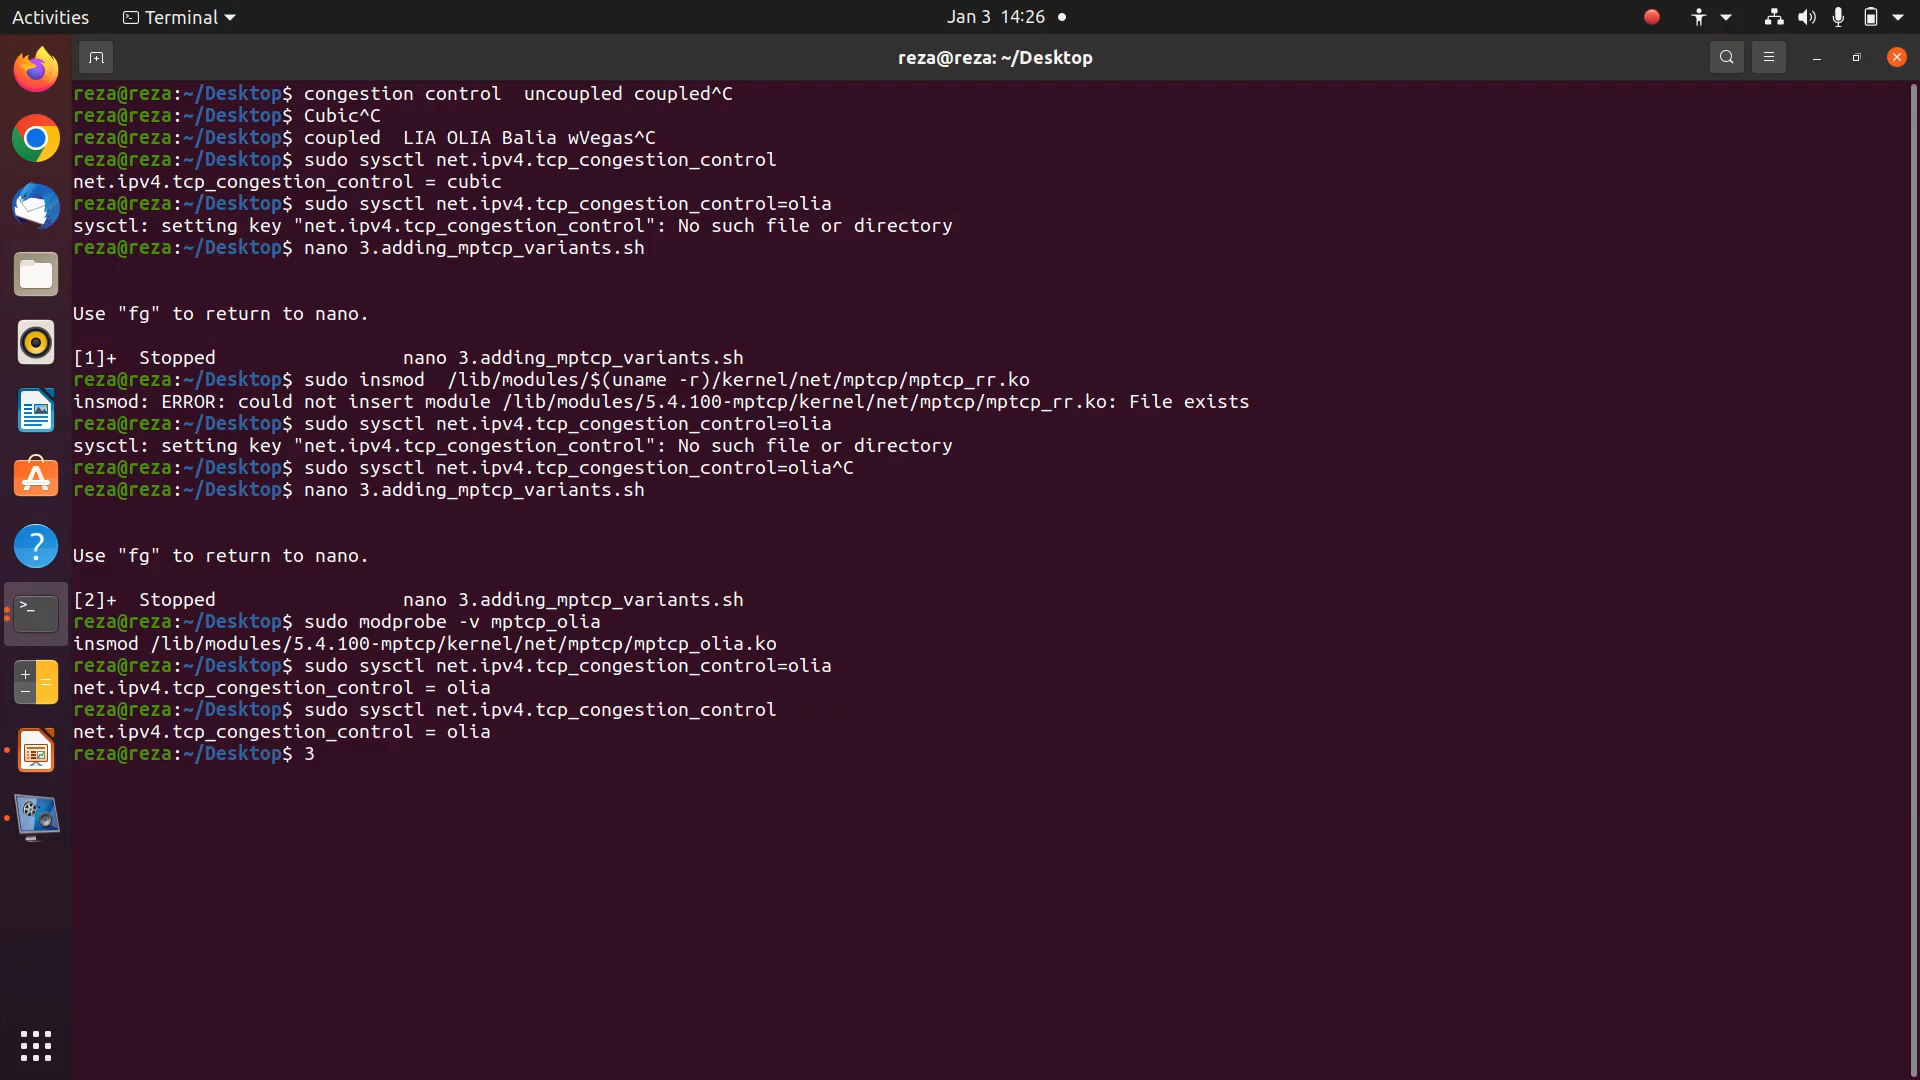 Activities Terminal Jan 3 14:26
reza@reza: ~/Desktop
reza@reza:~/Desktop$ congestion control  uncoupled coupled^C
reza@reza:~/Desktop$ Cubic^C
reza@reza:~/Desktop$ coupled  LIA OLIA Balia wVegas^C
reza@reza:~/Desktop$ sudo sysctl net.ipv4.tcp_congestion_control
net.ipv4.tcp_congestion_control = cubic
reza@reza:~/Desktop$ sudo sysctl net.ipv4.tcp_congestion_control=olia
sysctl: setting key "net.ipv4.tcp_congestion_control": No such file or directory
reza@reza:~/Desktop$ nano 3.adding_mptcp_variants.sh
Use "fg" to return to nano.
[1]+  Stopped                 nano 3.adding_mptcp_variants.sh
reza@reza:~/Desktop$ sudo insmod  /lib/modules/$(uname -r)/kernel/net/mptcp/mptcp_rr.ko
insmod: ERROR: could not insert module /lib/modules/5.4.100-mptcp/kernel/net/mptcp/mptcp_rr.ko: File exists
reza@reza:~/Desktop$ sudo sysctl net.ipv4.tcp_congestion_control=olia
sysctl: setting key "net.ipv4.tcp_congestion_control": No such file or directory
reza@reza:~/Desktop$ sudo sysctl net.ipv4.tcp_congestion_control=olia^C
reza@reza:~/Desktop$ nano 3.adding_mptcp_variants.sh
Use "fg" to return to nano.
[2]+  Stopped                 nano 3.adding_mptcp_variants.sh
reza@reza:~/Desktop$ sudo modprobe -v mptcp_olia
insmod /lib/modules/5.4.100-mptcp/kernel/net/mptcp/mptcp_olia.ko
reza@reza:~/Desktop$ sudo sysctl net.ipv4.tcp_congestion_control=olia
net.ipv4.tcp_congestion_control = olia
reza@reza:~/Desktop$ sudo sysctl net.ipv4.tcp_congestion_control
net.ipv4.tcp_congestion_control = olia
reza@reza:~/Desktop$ 3